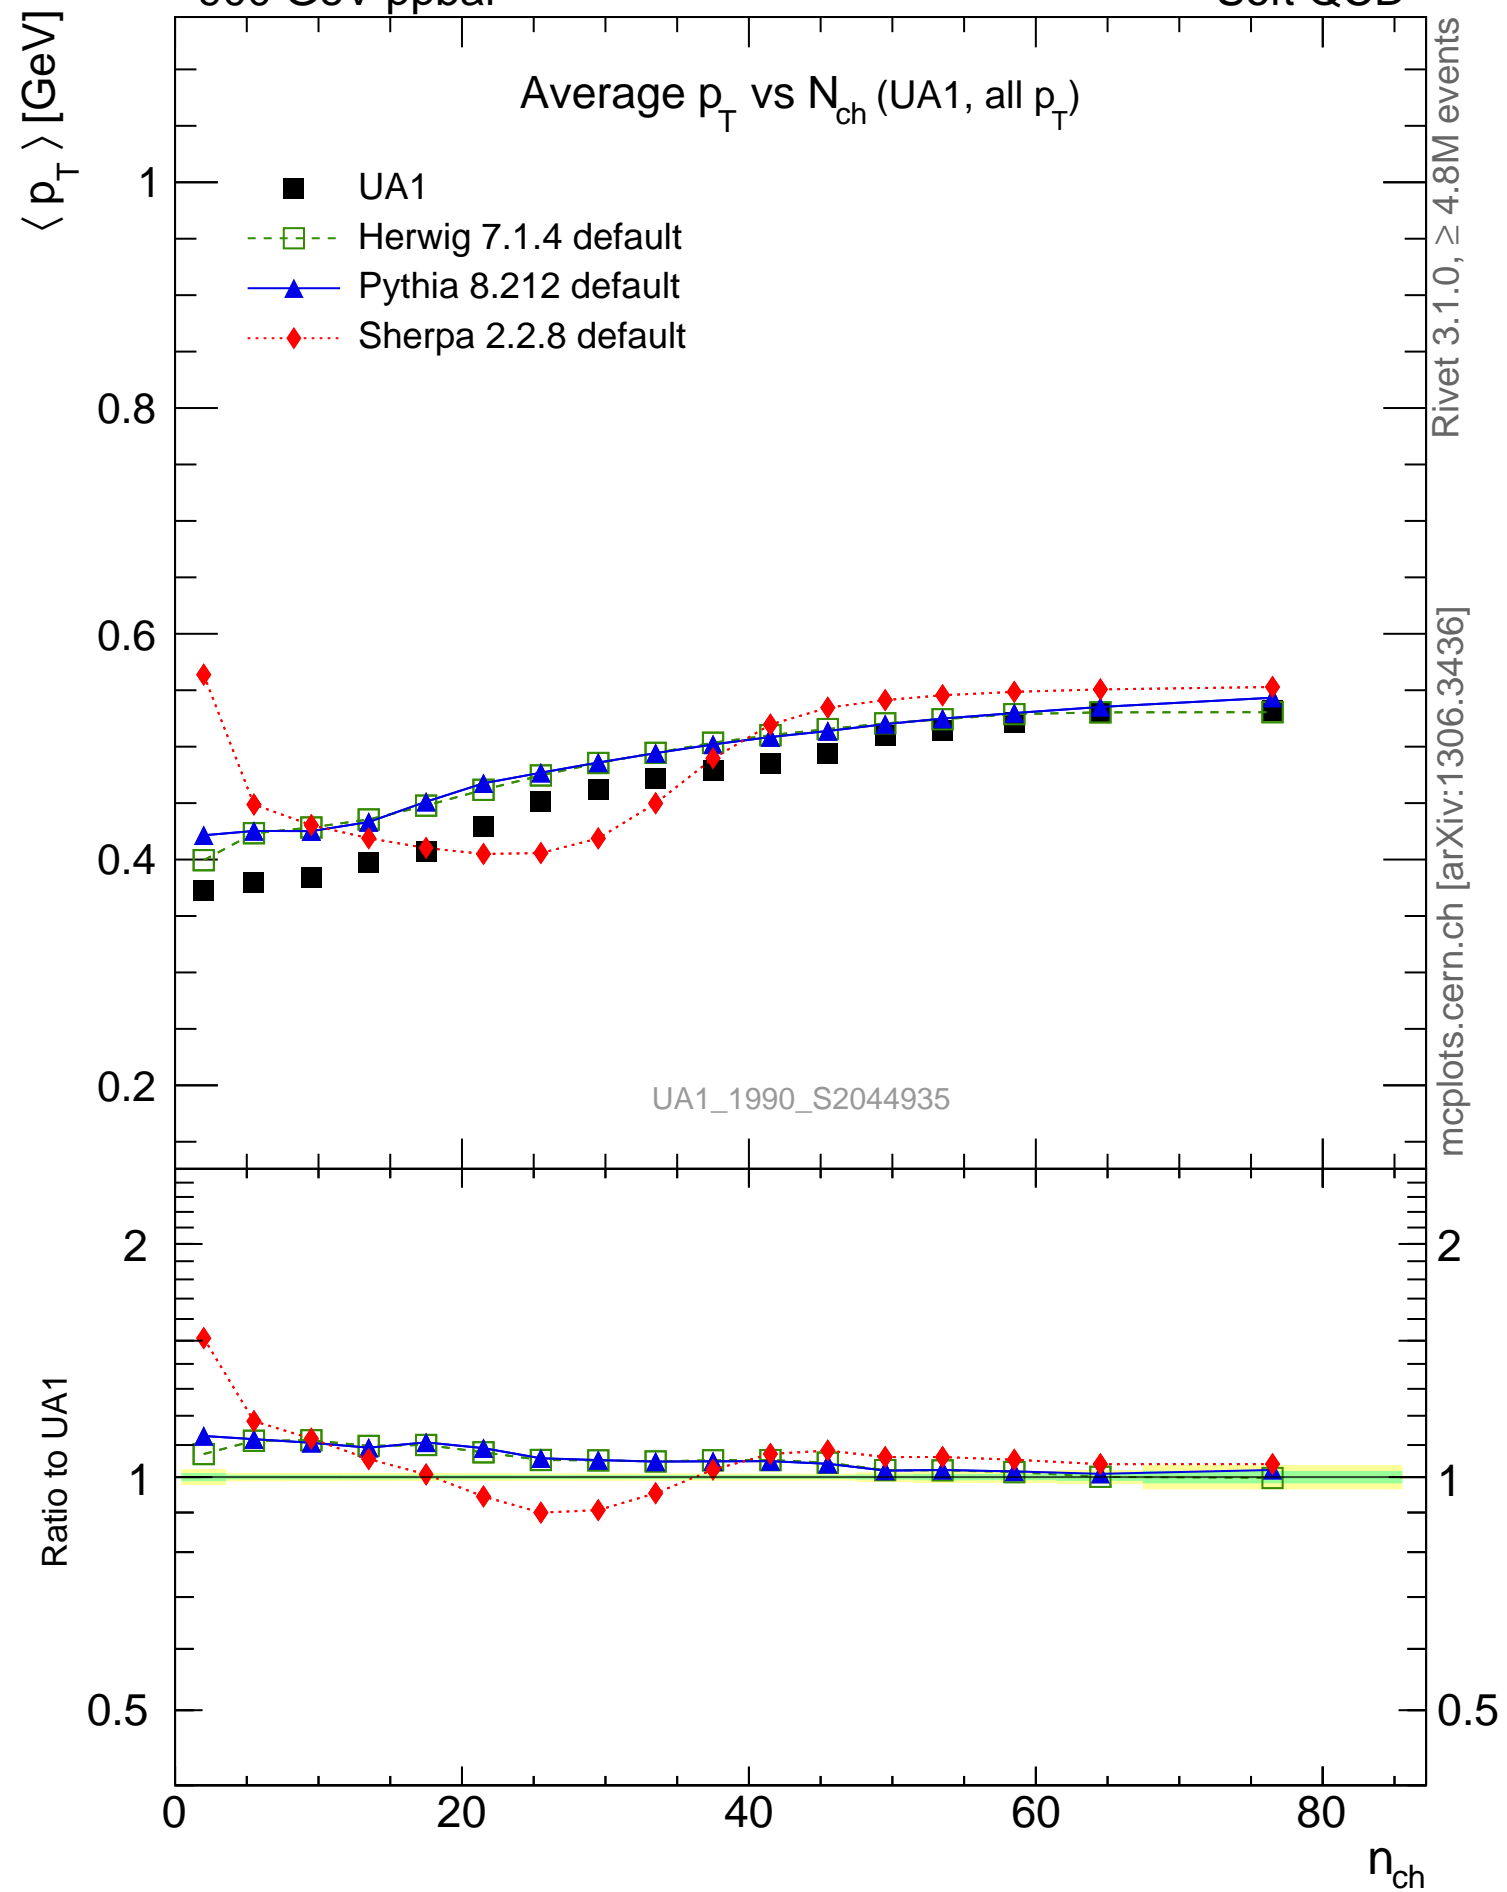 ⟨ p_T ⟩ [GeV]
Average p_T vs N_ch (UA1, all p_T)
UA1
Herwig 7.1.4 default
Pythia 8.212 default
Sherpa 2.2.8 default
1
0.8
0.6
0.4
0.2
UA1_1990_S2044935
Rivet 3.1.0, ≥ 4.8M events
mcplots.cern.ch [arXiv:1306.3436]
Ratio to UA1
2
1
0.5
2
1
0.5
0 20 40 60 80
n_ch